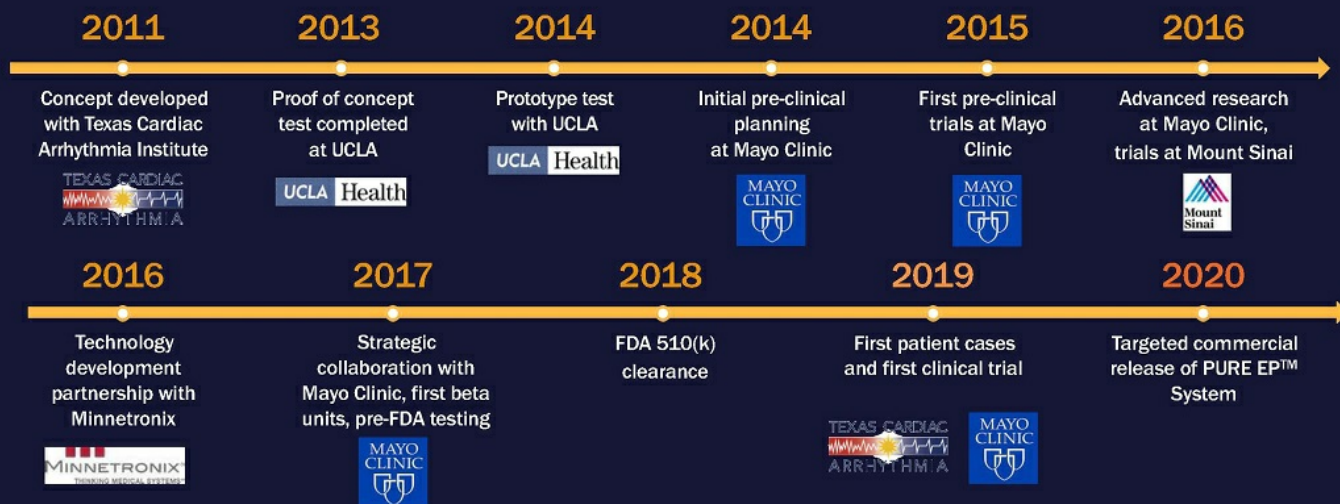 2011
2013
2014
2014
2015
2016
Concept developed
with Texas Cardiac
Arrhythmia Institute
TEXAS CARDIAC
ARRHYTHMIA
Proof of concept
test completed
at UCLA
UCLA Health
Prototype test
with UCLA
UCLA Health
Initial pre-clinical
planning
at Mayo Clinic
MAYO
CLINIC
First pre-clinical
trials at Mayo
Clinic
MAYO
CLINIC
Advanced research
at Mayo Clinic,
trials at Mount Sinai
Mount
Sinai
2016
2017
2018
2019
2020
Technology
development
partnership with
Minnetronix
MINNETRONIX
THINKING MEDICAL SYSTEMS
Strategic
collaboration with
Mayo Clinic, first beta
units, pre-FDA testing
MAYO
CLINIC
FDA 510(k)
clearance
First patient cases
and first clinical trial
TEXAS CARDIAC
ARRHYTHMIA
MAYO
CLINIC
Targeted commercial
release of PURE EP™
System